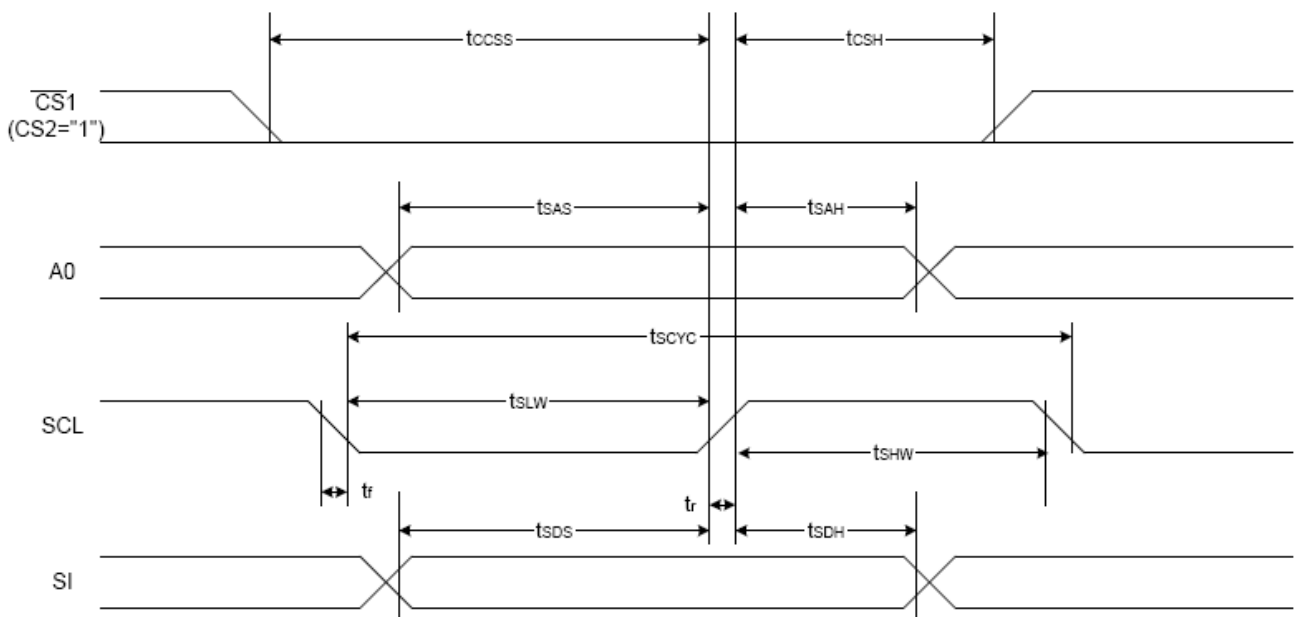 tCCSS
tCSH
CS1
(CS2="1")
tSAS
tSAH
A0
tSCYC
tSLW
SCL
tSHW
tf
tr
tSDS
tSDH
SI